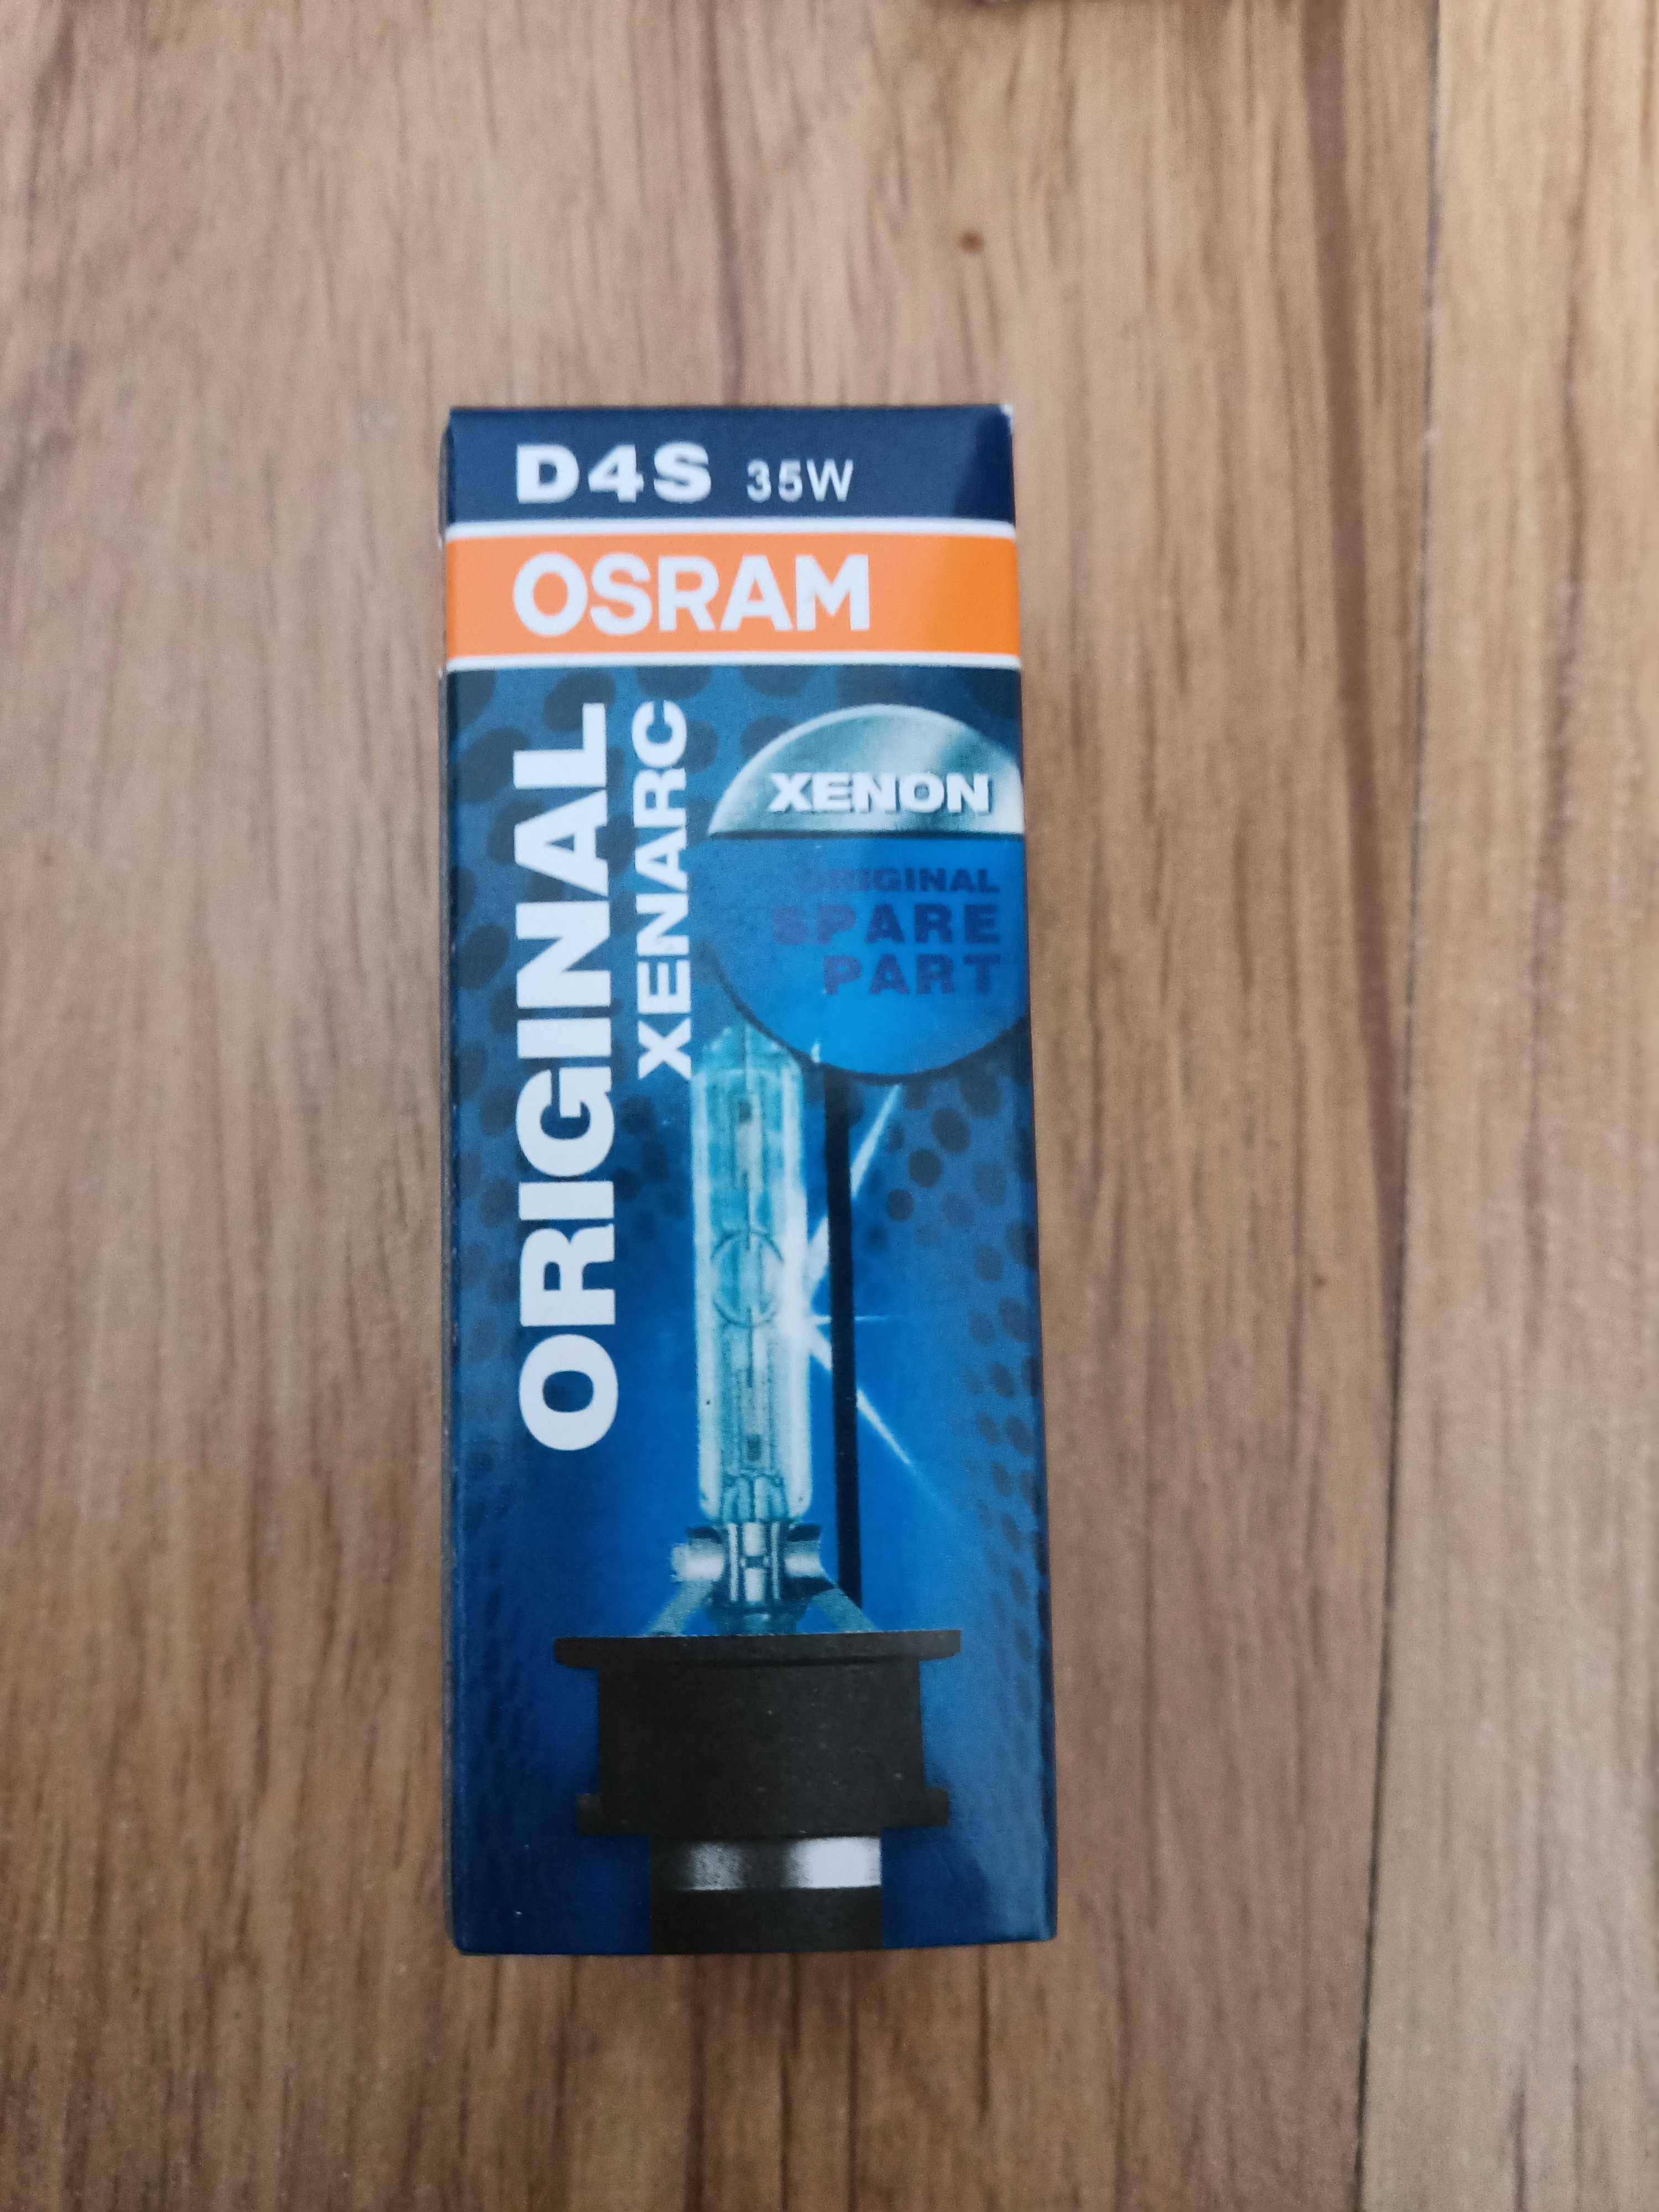 D4S 35W
OSRAM
ORIGINAL
XENARC
XENON
ORIGINAL
SPARE
PART